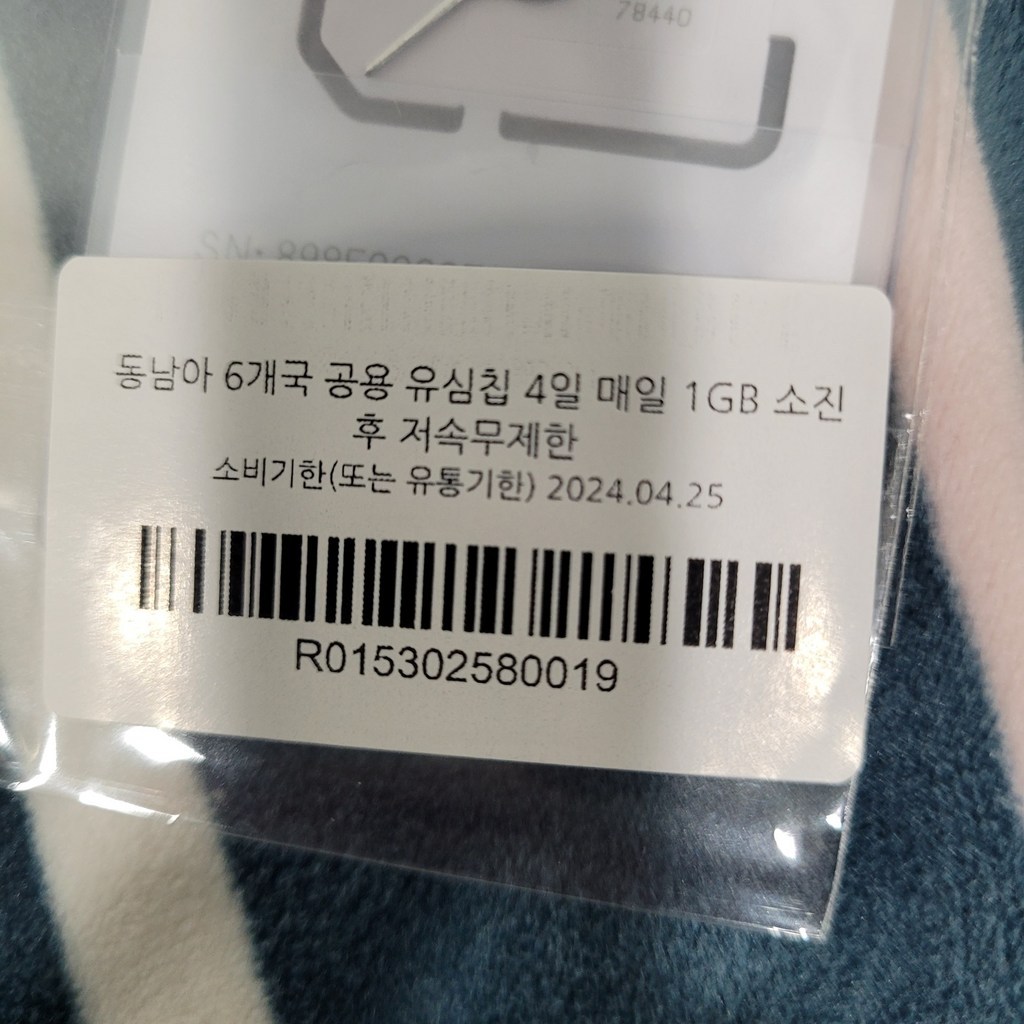 78440
SN:
동남아 6개국 공용 유심칩 4일 매일 1GB 소진
후 저속무제한
소비기한(또는 유통기한) 2024.04.25
R015302580019